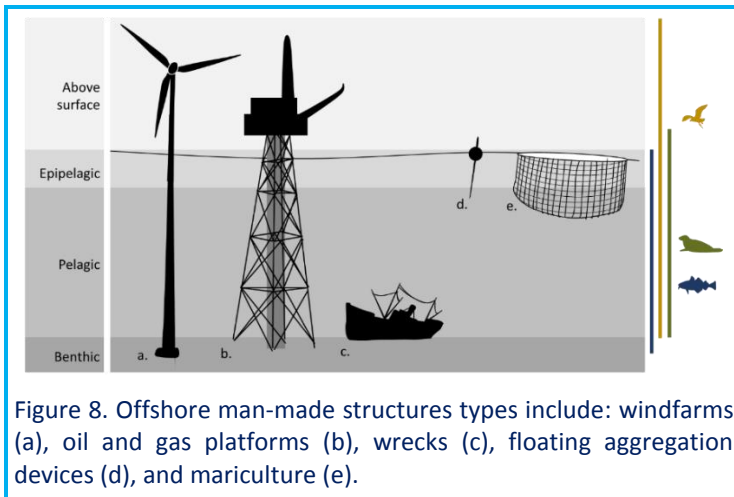 Above
surface
Epipelagic
d.
e.
Pelagic
Benthic
a.
b.
c.
Figure 8. Offshore man-made structures types include: windfarms
(a), oil and gas platforms (b), wrecks (c), floating aggregation
devices (d), and mariculture (e).